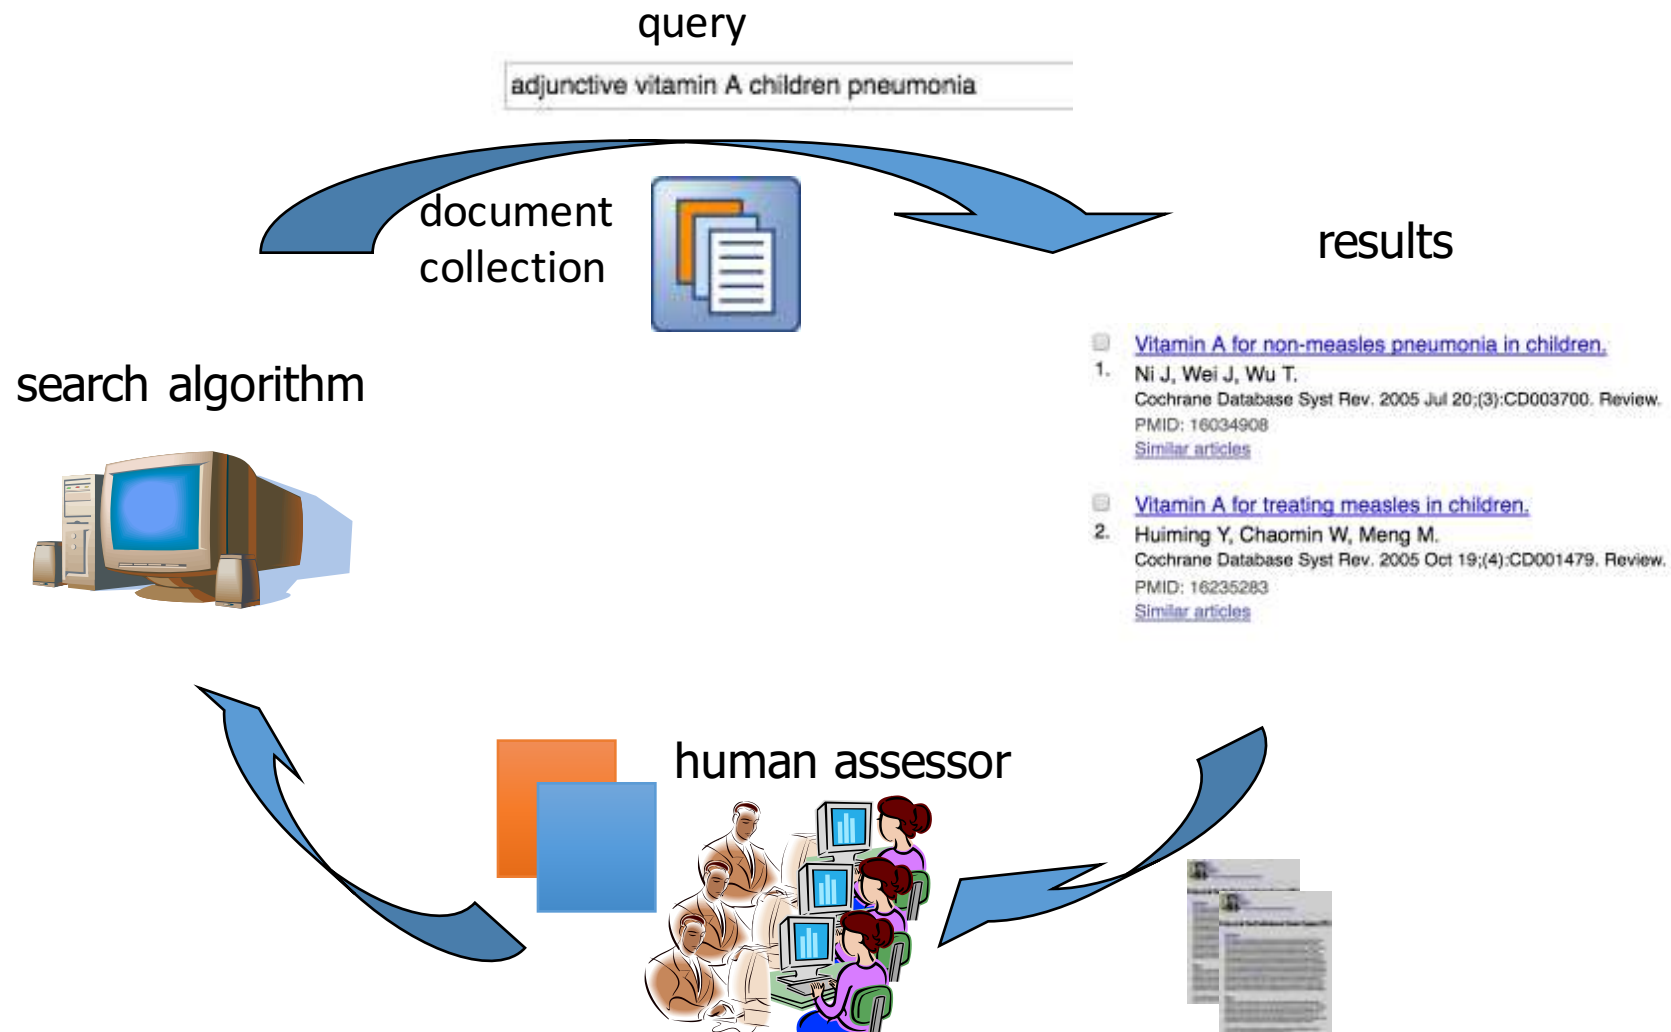 query
adjunctive vitamin A children pneumonia
document
collection
results
search algorithm
Vitamin A for non-measles pneumonia in children.
1. Ni J, Wei J, Wu T.
Cochrane Database Syst Rev. 2005 Jul 20;(3):CD003700. Review.
PMID: 16034908
Similar articles
Vitamin A for treating measles in children.
2. Huiming Y, Chaomin W, Meng M.
Cochrane Database Syst Rev. 2005 Oct 19;(4):CD001479. Review.
PMID: 16235283
Similar articles
human assessor